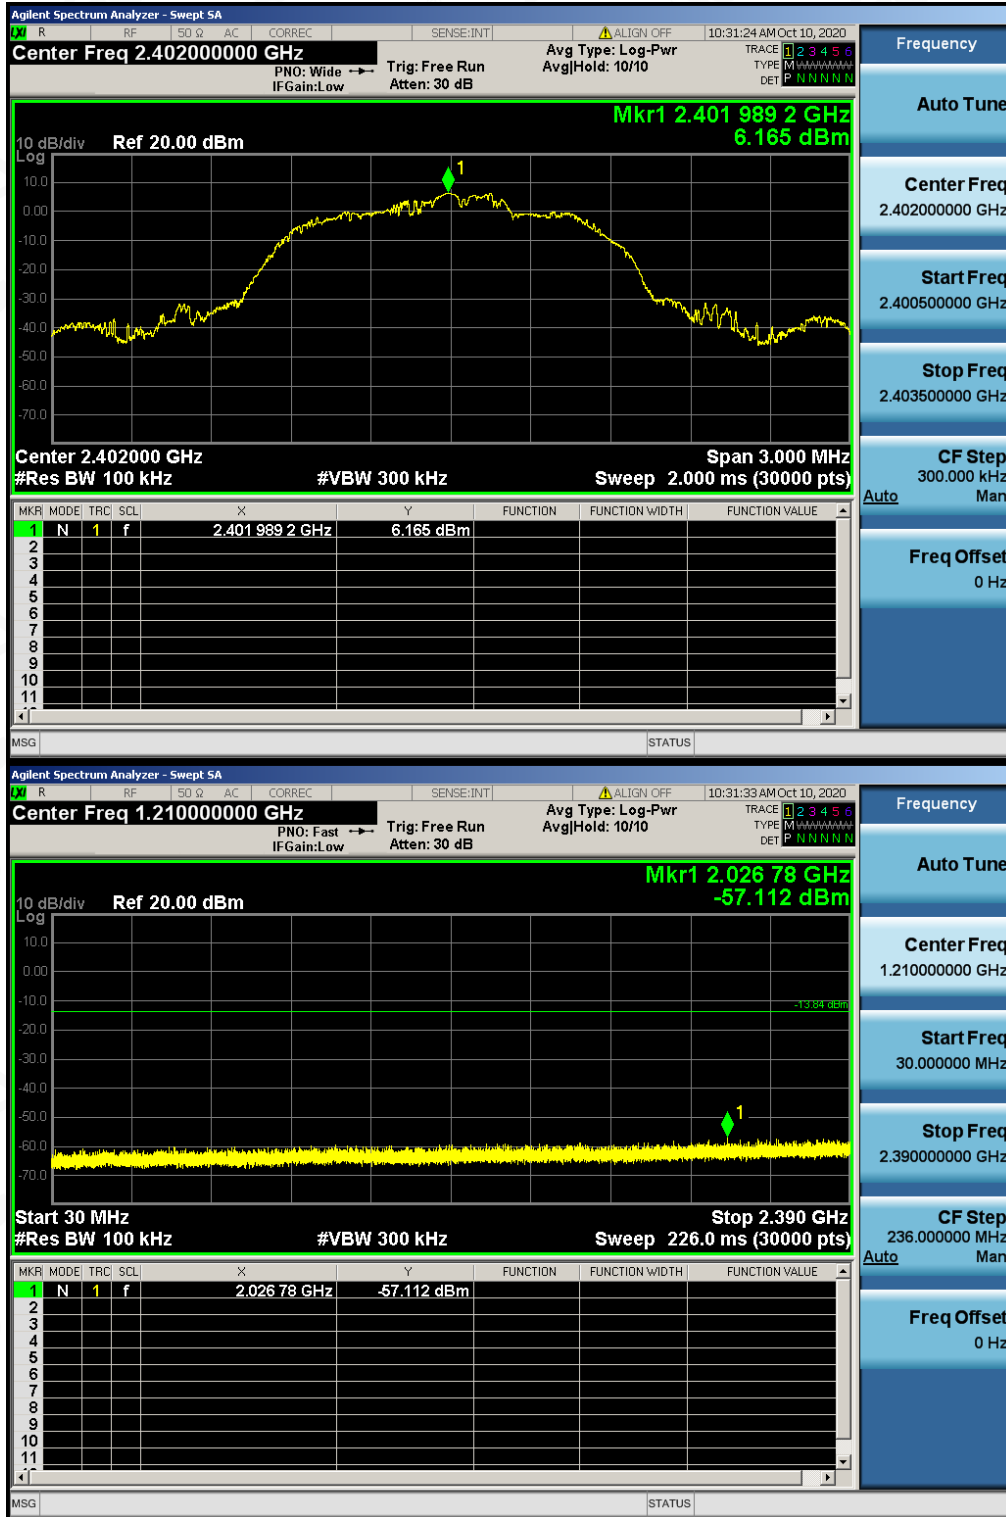 Agilent Spectrum Analyzer - Swept SA
LXI R RF 50 Ω AC CORREC SENSE:INT ALIGN OFF 10:31:24 AM Oct 10, 2020
Center Freq 2.402000000 GHz
PNO: Wide
IFGain:Low
Trig: Free Run
Atten: 30 dB
Avg Type: Log-Pwr
Avg|Hold: 10/10
TRACE 1 2 3 4 5 6
TYPE M
DET P N N N N N
Mkr1 2.401 989 2 GHz
6.165 dBm
10 dB/div Ref 20.00 dBm
Log
1
10.0
0.00
-10.0
-20.0
-30.0
-40.0
-50.0
-60.0
-70.0
Center 2.402000 GHz Span 3.000 MHz
#Res BW 100 kHz #VBW 300 kHz Sweep 2.000 ms (30000 pts)
MKR MODE TRC SCL X Y FUNCTION FUNCTION WIDTH FUNCTION VALUE
1 N 1 f 2.401 989 2 GHz 6.165 dBm
2
3
4
5
6
7
8
9
10
11
MSG STATUS
Frequency
Auto Tune
Center Freq
2.402000000 GHz
Start Freq
2.400500000 GHz
Stop Freq
2.403500000 GHz
CF Step
300.000 kHz
Auto Man
Freq Offset
0 Hz
Agilent Spectrum Analyzer - Swept SA
LXI R RF 50 Ω AC CORREC SENSE:INT ALIGN OFF 10:31:33 AM Oct 10, 2020
Center Freq 1.210000000 GHz
PNO: Fast
IFGain:Low
Trig: Free Run
Atten: 30 dB
Avg Type: Log-Pwr
Avg|Hold: 10/10
TRACE 1 2 3 4 5 6
TYPE M
DET P N N N N N
Mkr1 2.026 78 GHz
-57.112 dBm
10 dB/div Ref 20.00 dBm
Log
10.0
0.00
-10.0
-13.84 dBm
-20.0
-30.0
-40.0
-50.0
1
-60.0
-70.0
Start 30 MHz Stop 2.390 GHz
#Res BW 100 kHz #VBW 300 kHz Sweep 226.0 ms (30000 pts)
MKR MODE TRC SCL X Y FUNCTION FUNCTION WIDTH FUNCTION VALUE
1 N 1 f 2.026 78 GHz -57.112 dBm
2
3
4
5
6
7
8
9
10
11
MSG STATUS
Frequency
Auto Tune
Center Freq
1.210000000 GHz
Start Freq
30.000000 MHz
Stop Freq
2.390000000 GHz
CF Step
236.000000 MHz
Auto Man
Freq Offset
0 Hz